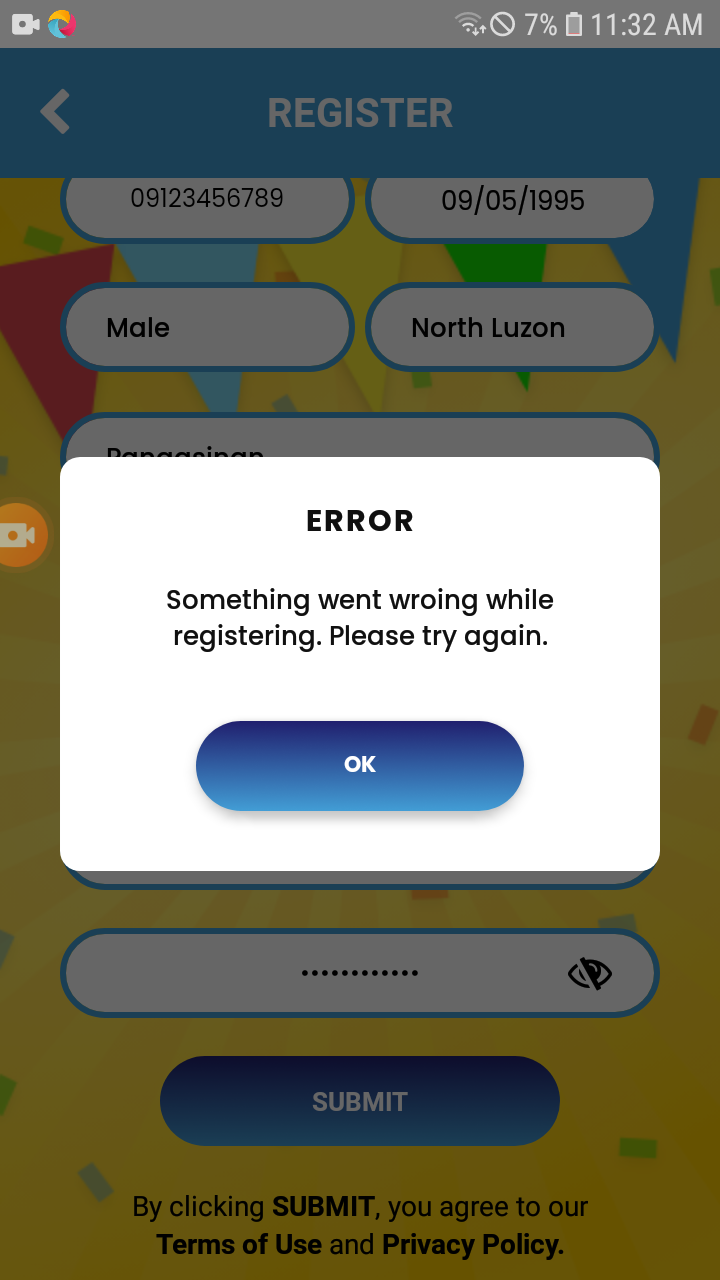 7% 11:32 AM
REGISTER
09123456789 09/05/1995
Male North Luzon
Pangasinan
ERROR
Something went wroing while
registering. Please try again.
OK
••••••••••••
SUBMIT
By clicking SUBMIT, you agree to our
Terms of Use and Privacy Policy.